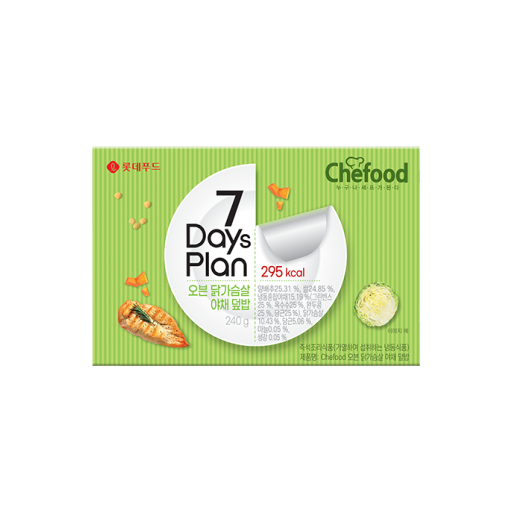 롯데푸드
Chefood
누·구·나·셰·프·가·된·다
7
Days
Plan
오븐 닭가슴살
야채 덮밥
240 g
295 kcal
양배추25.31 %, 쌀24.85 %,
냉동혼합야채15.19 %(그린빈스
25 %, 옥수수25 %, 완두콩
25 %, 당근25 %), 닭가슴살
10.43 %, 당근5.06 %,
마늘0.05 %,
생강 0.05 %
즉석조리식품(가열하여 섭취하는 냉동식품)
제품명: Chefood 오븐 닭가슴살 야채 덮밥